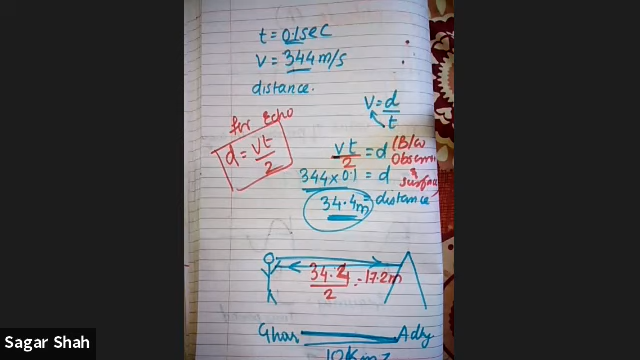 t = 0.1sec
v = 344 m/s
distance.
v = d/t
for Echo
d = vt/2
vt/2 = d (B/w Observer & surface)
344 x 0.1 = d
34.4m = distance
34.4/2 = 17.2m
Ghar
10Km
Sagar Shah